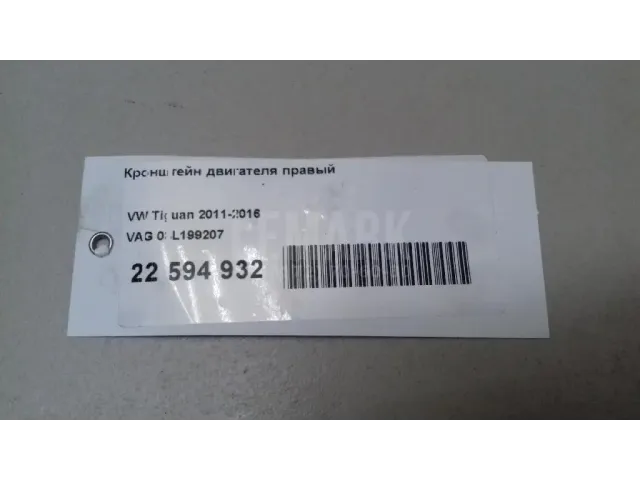 Кронштейн двигателя правый
VW Tiguan 2011-2016
VAG
22 594 932